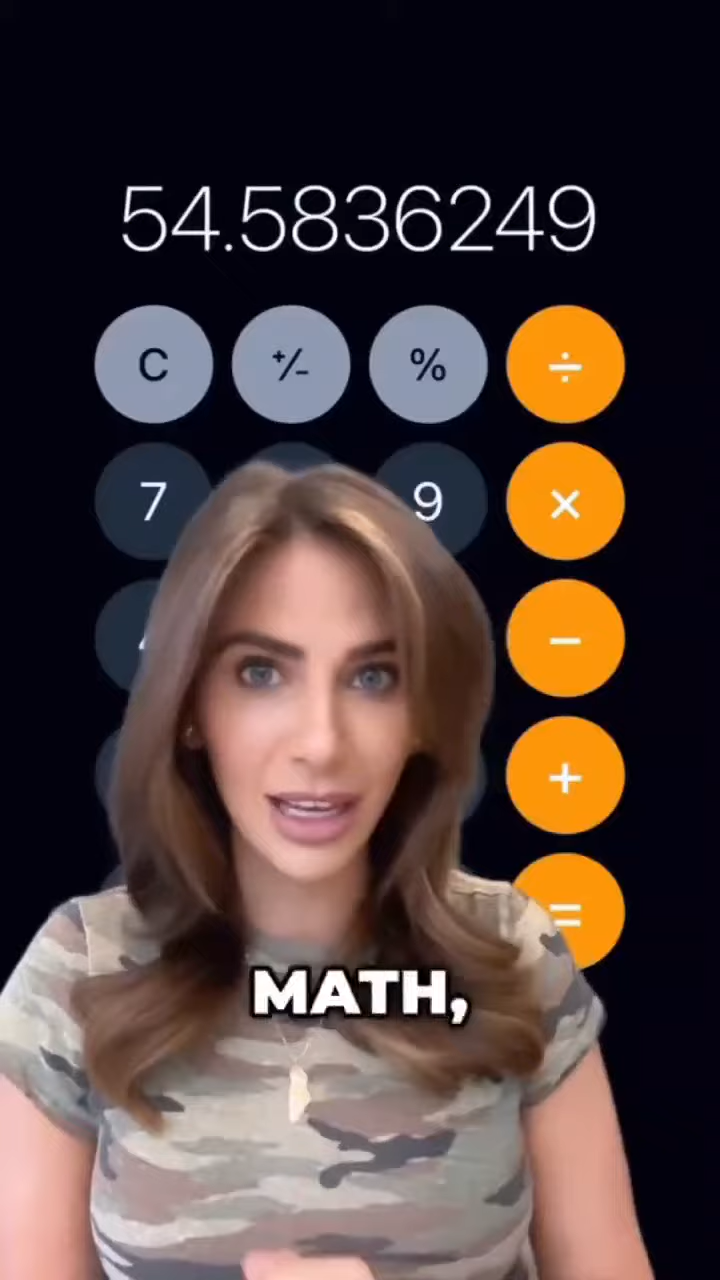 54.5836249
C +/- % ÷
7 9 ×
−
+
=
MATH,